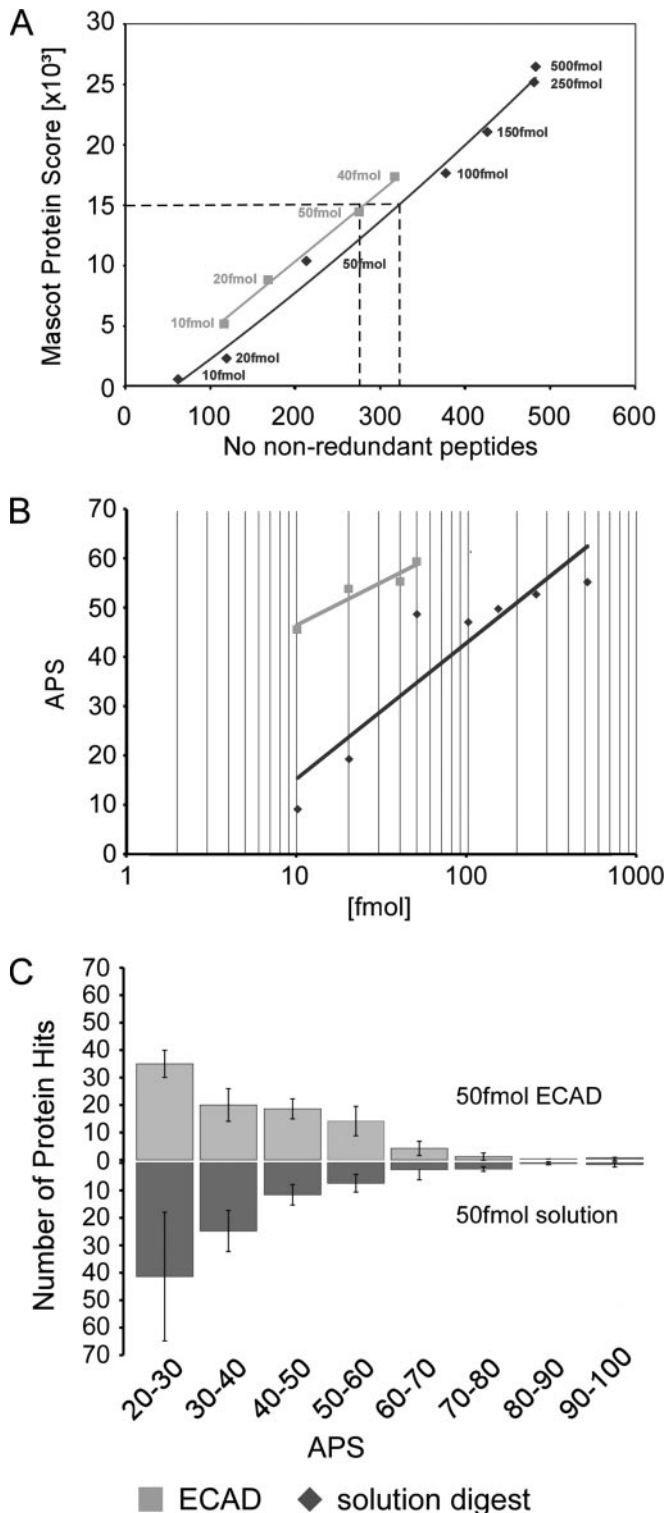 A
Mascot Protein Score [x10³]
30
25
20
15
10
5
0
500fmol
250fmol
150fmol
100fmol
40fmol
50fmol
50fmol
20fmol
10fmol
20fmol
10fmol
0 100 200 300 400 500 600
No non-redundant peptides
B
APS
70
60
50
40
30
20
10
0
1 10 100 1000
[fmol]
C
Number of Protein Hits
70
60
50
40
30
20
10
0
10
20
30
40
50
60
70
50fmol ECAD
50fmol solution
20-30 30-40 40-50 50-60 60-70 70-80 80-90 90-100
APS
ECAD solution digest